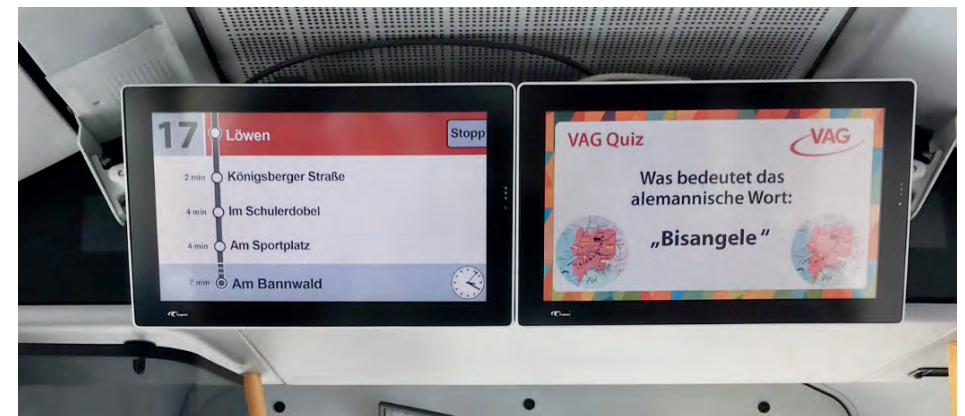 17
Löwen
Stopp
2 min Königsberger Straße
4 min Im Schulerdobel
4 min Am Sportplatz
7 min Am Bannwald
VAG Quiz
VAG
Was bedeutet das
alemannische Wort:
„Bisangele“